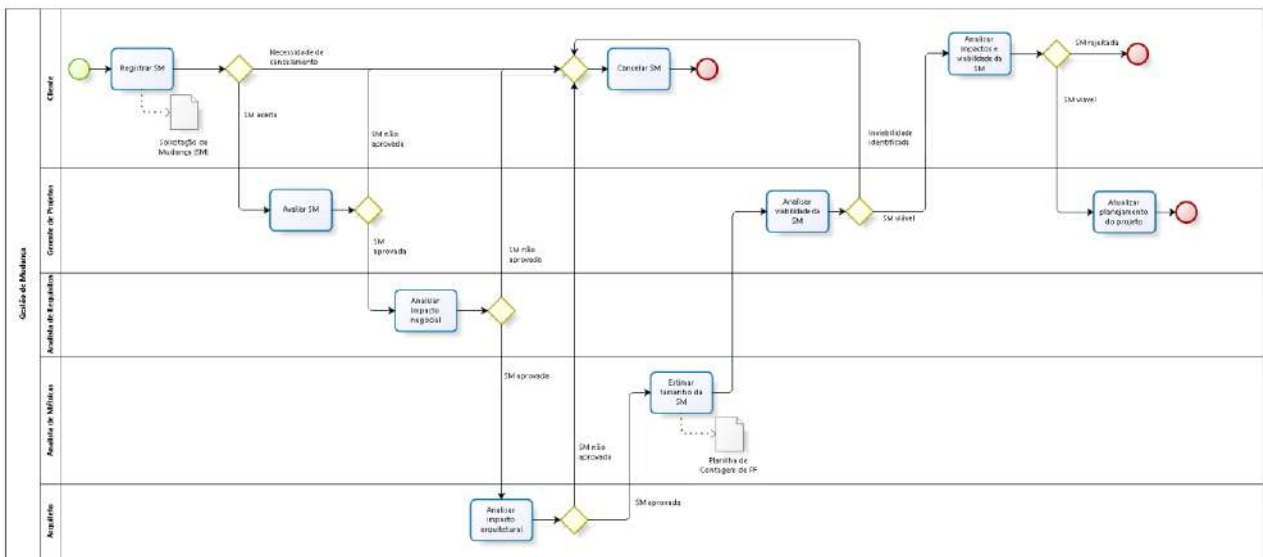 Gestão de Mudança
Cliente
Registrar SM
Solicitação de
Mudança (SM)
Necessidade de
cancelamento
SM aceita
SM não
aprovada
Cancelar SM
Inviabilidade
identificada
Analisar
impactos e
viabilidade da
SM
SM rejeitada
SM viável
Gerente de Projetos
Avaliar SM
SM
aprovada
SM não
aprovada
Analisar
viabilidade da
SM
SM viável
Atualizar
planejamento
do projeto
Analista de Requisitos
Analisar
impacto
negocial
SM aprovada
Analista de Métricas
Estimar
tamanho da
SM
Planilha de
Contagem de PF
SM não
aprovada
Arquiteto
Analisar
impacto
arquitetural
SM aprovada